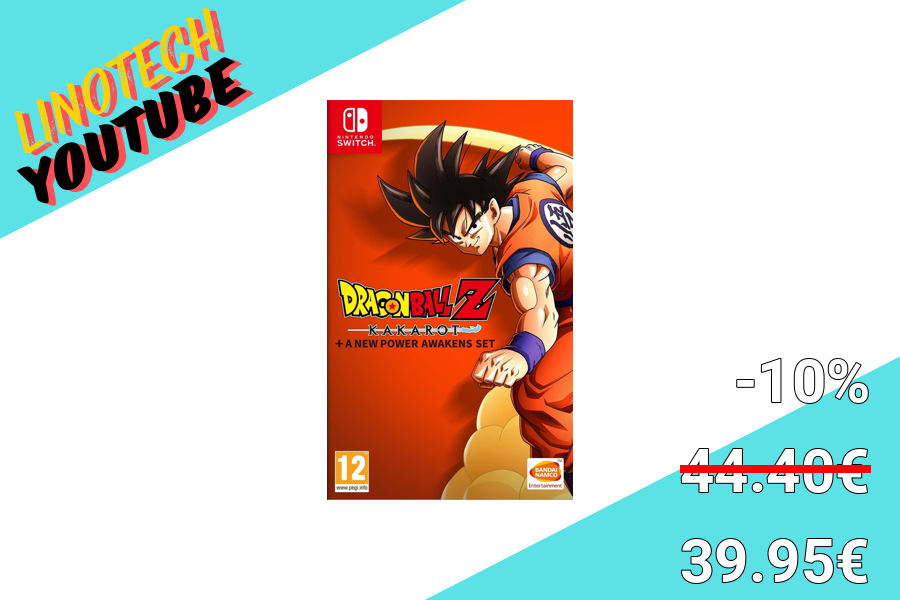 LINOTECH
YOUTUBE
NINTENDO
SWITCH.
DRAGON BALL Z
KAKAROT
+ A NEW POWER AWAKENS SET
12
www.pegi.info
BANDAI
NAMCO
Entertainment
-10%
44.40€
39.95€